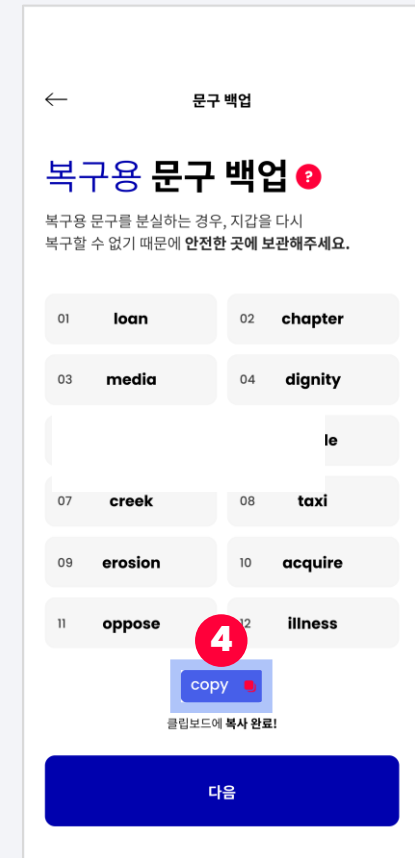 문구 백업
복구용 문구 백업 ?
복구용 문구를 분실하는 경우, 지갑을 다시
복구할 수 없기 때문에 안전한 곳에 보관해주세요.
01 loan 02 chapter
03 media 04 dignity
07 creek 08 taxi
09 erosion 10 acquire
11 oppose illness
4
copy
클립보드에 복사 완료!
다음